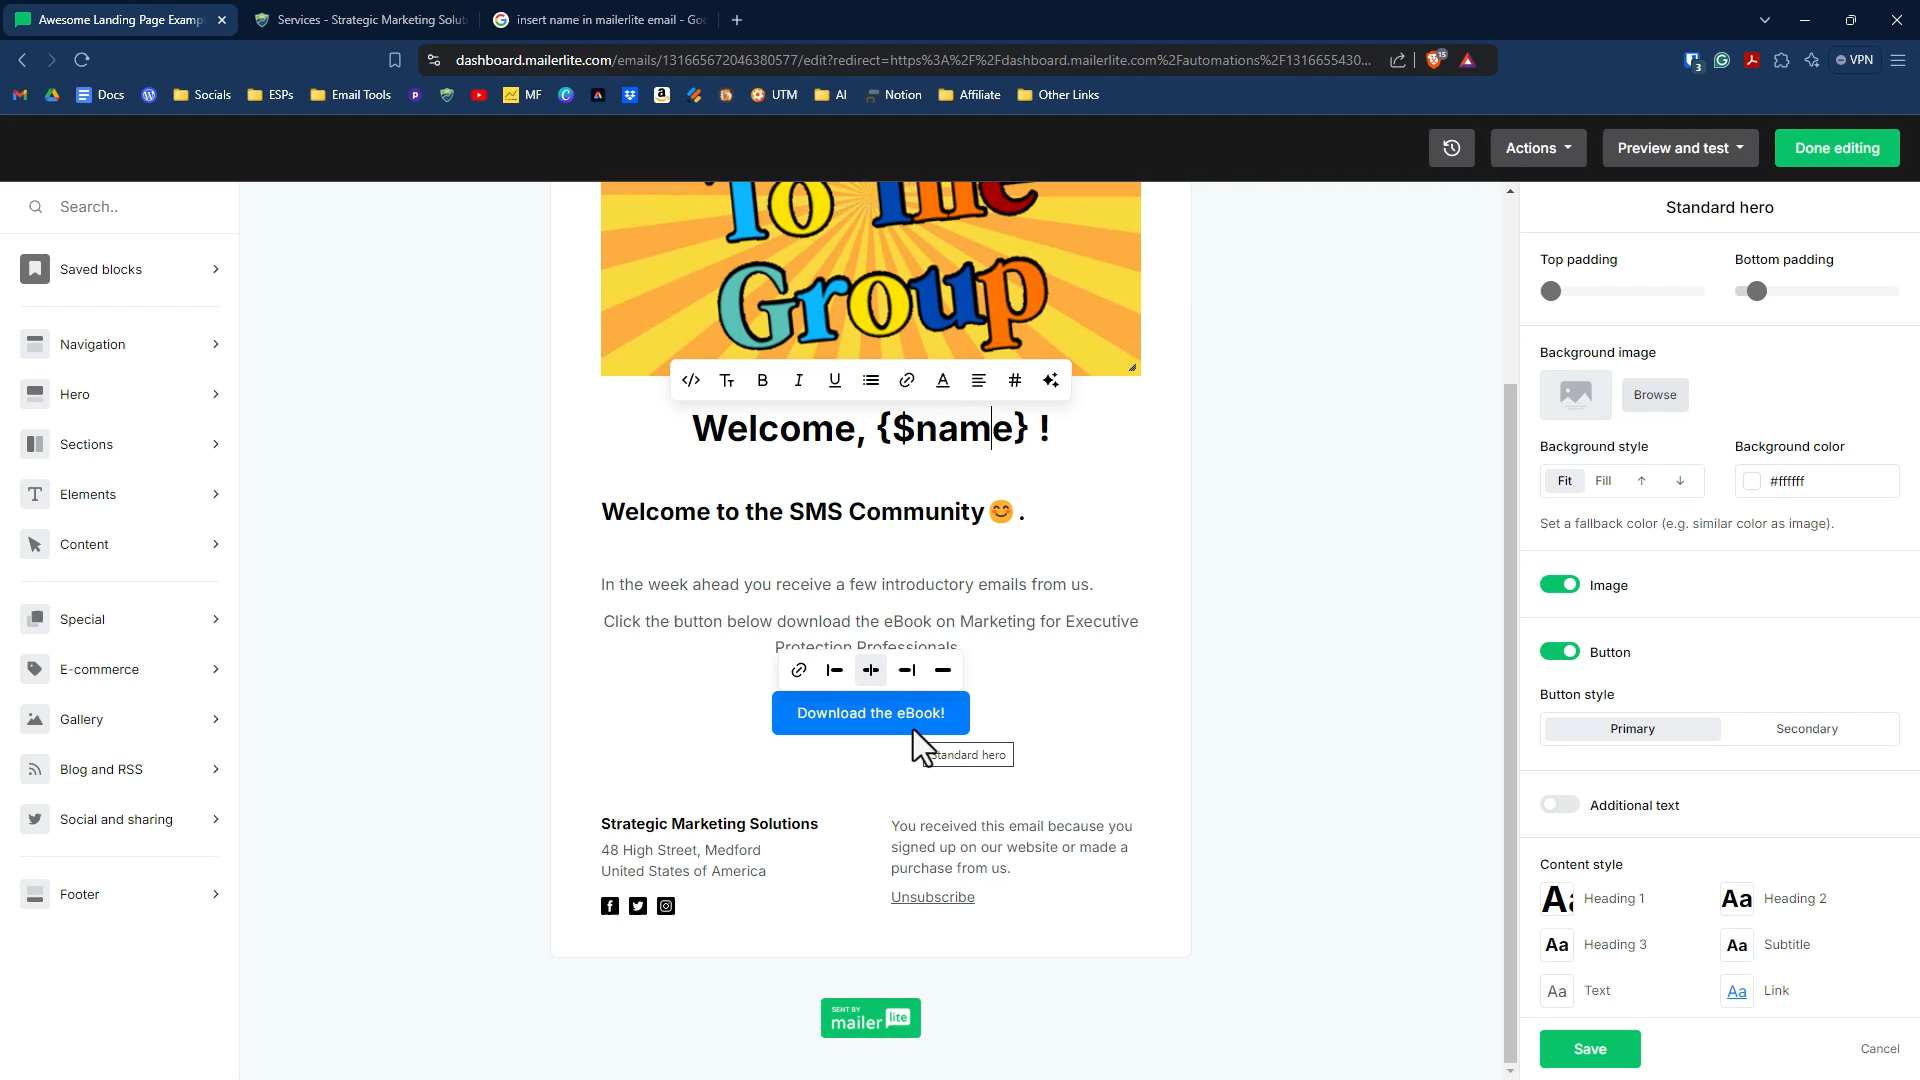 Awesome Landing Page Examp
Services - Strategic Marketing Soluti
insert name in mailerlite email - Goo
dashboard.mailerlite.com/emails/131665672046380577/edit?redirect=https%3A%2F%2Fdashboard.mailerlite.com%2Fautomations%2F1316655430...
15
3
VPN
Docs
Socials
ESPs
Email Tools
MF
UTM
AI
Notion
Affiliate
Other Links
Actions
Preview and test
Done editing
Search..
Saved blocks
Navigation
Hero
Sections
Elements
Content
Special
E-commerce
Gallery
Blog and RSS
Social and sharing
Footer
To The
Group
Welcome, {$name} !
Welcome to the SMS Community😊.
In the week ahead you receive a few introductory emails from us.
Click the button below download the eBook on Marketing for Executive
Protection Professionals
Download the eBook!
Standard hero
Strategic Marketing Solutions
48 High Street, Medford
United States of America
You received this email because you
signed up on our website or made a
purchase from us.
Unsubscribe
SENT BY
mailer lite
Standard hero
Top padding
Bottom padding
Background image
Browse
Background style
Background color
Fit
Fill
#ffffff
Set a fallback color (e.g. similar color as image).
Image
Button
Button style
Primary
Secondary
Additional text
Content style
Aa Heading 1
Aa Heading 2
Aa Heading 3
Aa Subtitle
Aa Text
Aa Link
Save
Cancel